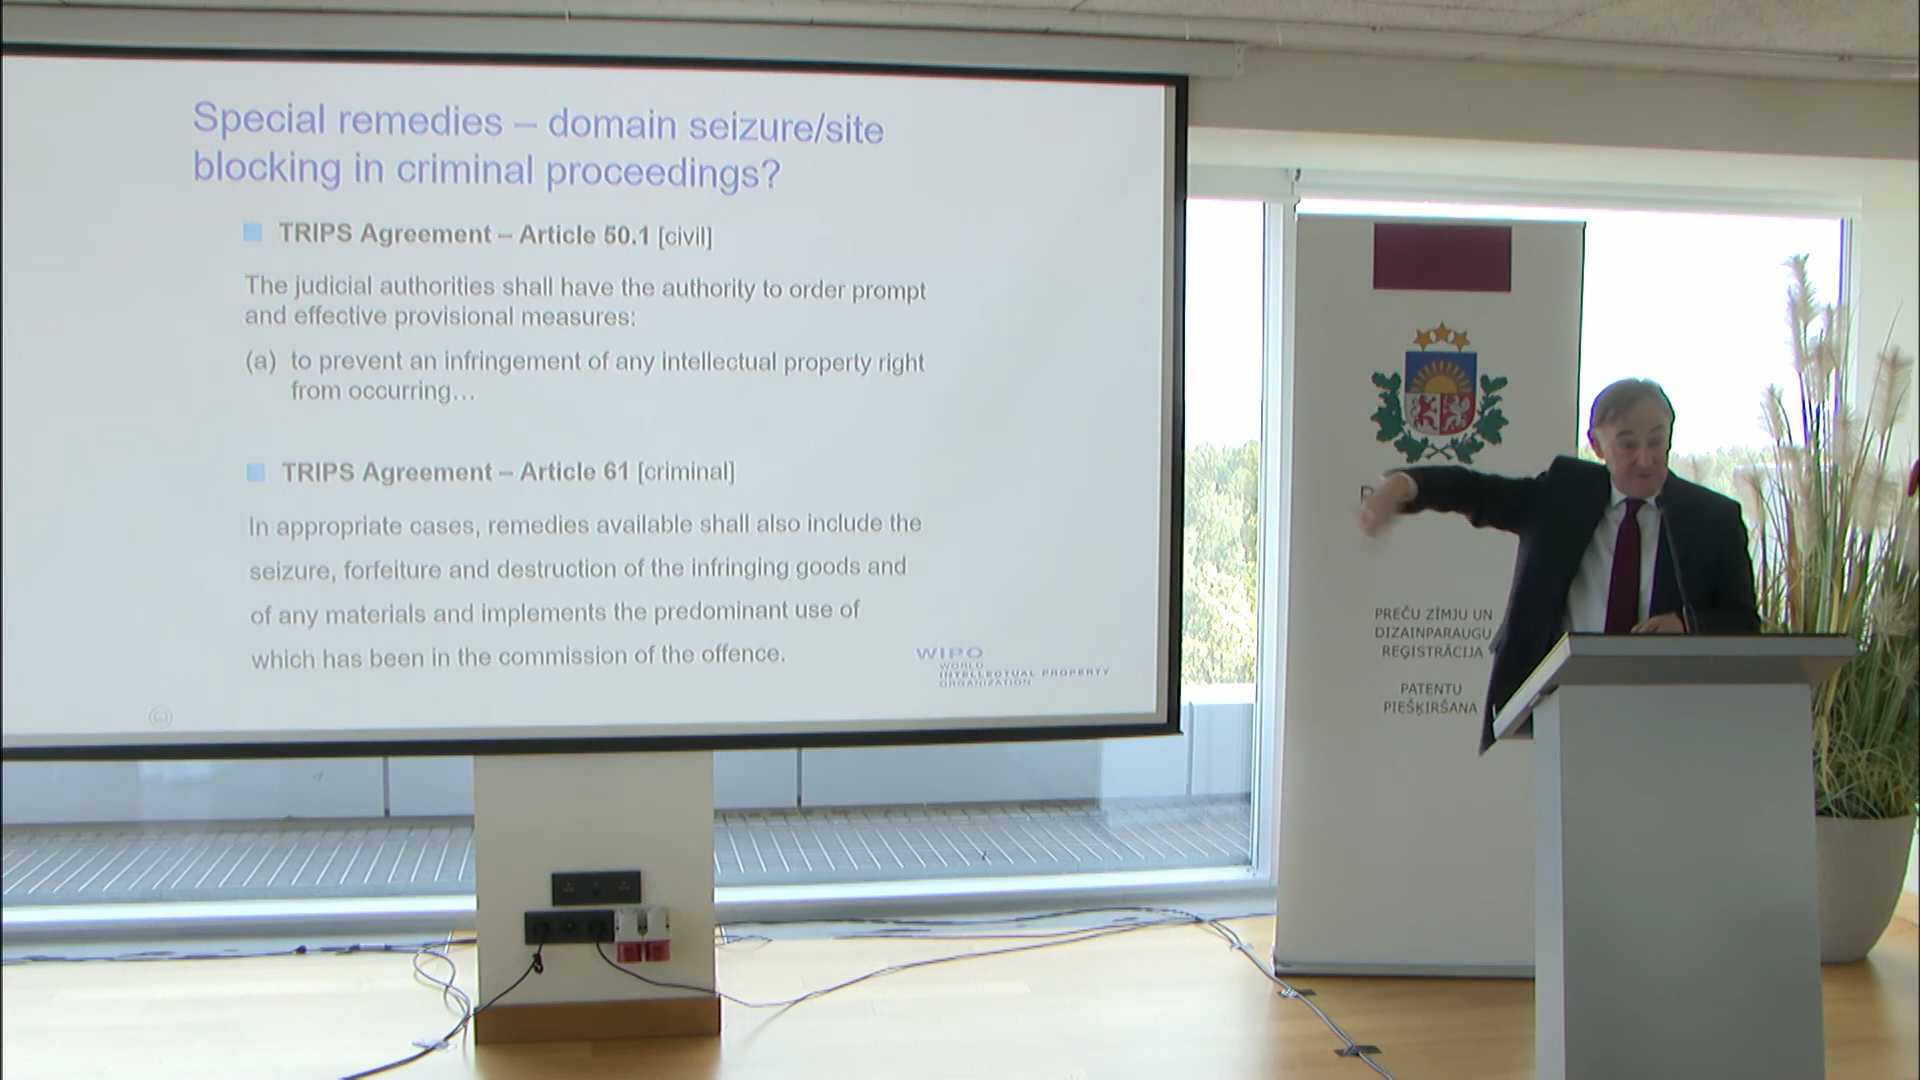 Special remedies – domain seizure/site
blocking in criminal proceedings?
TRIPS Agreement – Article 50.1 [civil]
The judicial authorities shall have the authority to order prompt
and effective provisional measures:
(a) to prevent an infringement of any intellectual property right
from occurring…
TRIPS Agreement – Article 61 [criminal]
In appropriate cases, remedies available shall also include the
seizure, forfeiture and destruction of the infringing goods and
of any materials and implements the predominant use of
which has been in the commission of the offence.
WIPO
WORLD
INTELLECTUAL PROPERTY
ORGANIZATION
PREČU ZĪMJU UN
DIZAINPARAUGU
REĢISTRĀCIJA
PATENTU
PIEŠĶIRŠANA